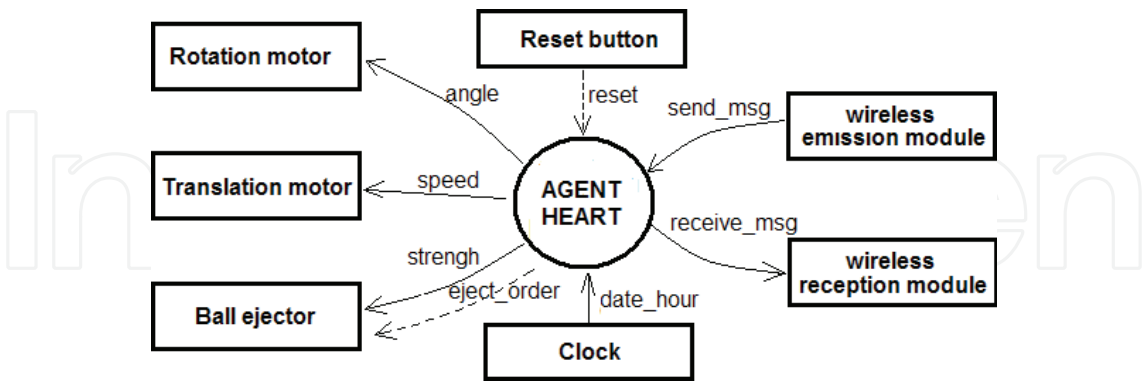 Reset button
Rotation motor
angle
reset
send_msg
wireless
emission module
Translation motor
speed
AGENT
HEART
receive_msg
wireless
reception module
strengh
eject_order
date_hour
Ball ejector
Clock